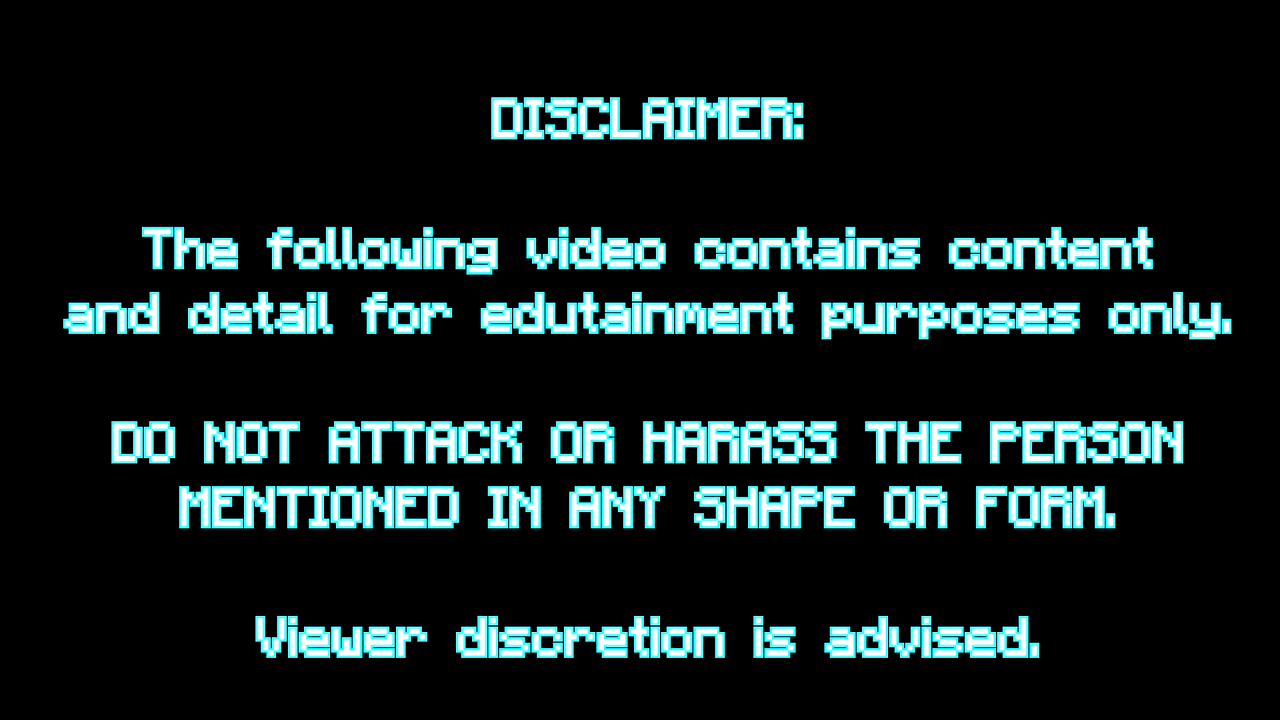 DISCLAIMER:
The following video contains content
and detail for edutainment purposes only.
DO NOT ATTACK OR HARASS THE PERSON
MENTIONED IN ANY SHAPE OR FORM.
Viewer discretion is advised.